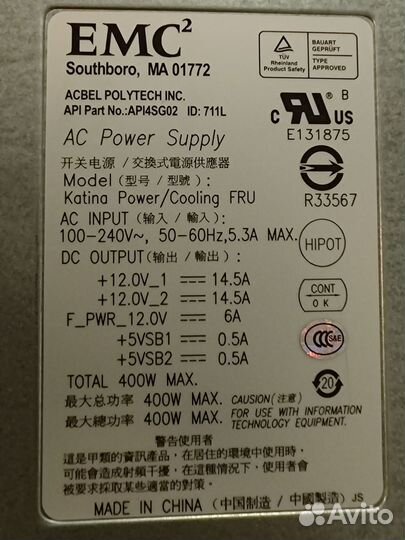 EMC²
Southboro, MA 01772
TÜV
Rheinland
Product Safety
BAUART
GEPRÜFT
TYPE
APPROVED
ACBEL POLYTECH INC.
API Part No.:API4SG02 ID: 711L
AC Power Supply
c RU US B
E131875
开关电源 / 交換式電源供應器
Model (型号 / 型號):
Katina Power/Cooling FRU
R33567
AC INPUT (输入 / 輸入):
100-240V~, 50-60Hz,5.3A MAX.
HIPOT
DC OUTPUT(输出 / 輸出):
+12.0V_1 14.5A
+12.0V_2 14.5A
CONT
OK
F_PWR_12.0V 6A
+5VSB1 0.5A
CCC S&E
+5VSB2 0.5A
TOTAL 400W MAX.
20
最大总功率 400W MAX.
最大總功率 400W MAX.
CAUSION (注意)
FOR USE WITH INFORMATION
TECHNOLOGY EQUIPMENT.
警告使用者
這是甲類的資訊產品，在居住的環境中使用時，
可能會造成射頻干擾，在這種情況下，使用者會
被要求採取某些適當的對策。
MADE IN CHINA (中国制造 / 中國製造) JS
Avito